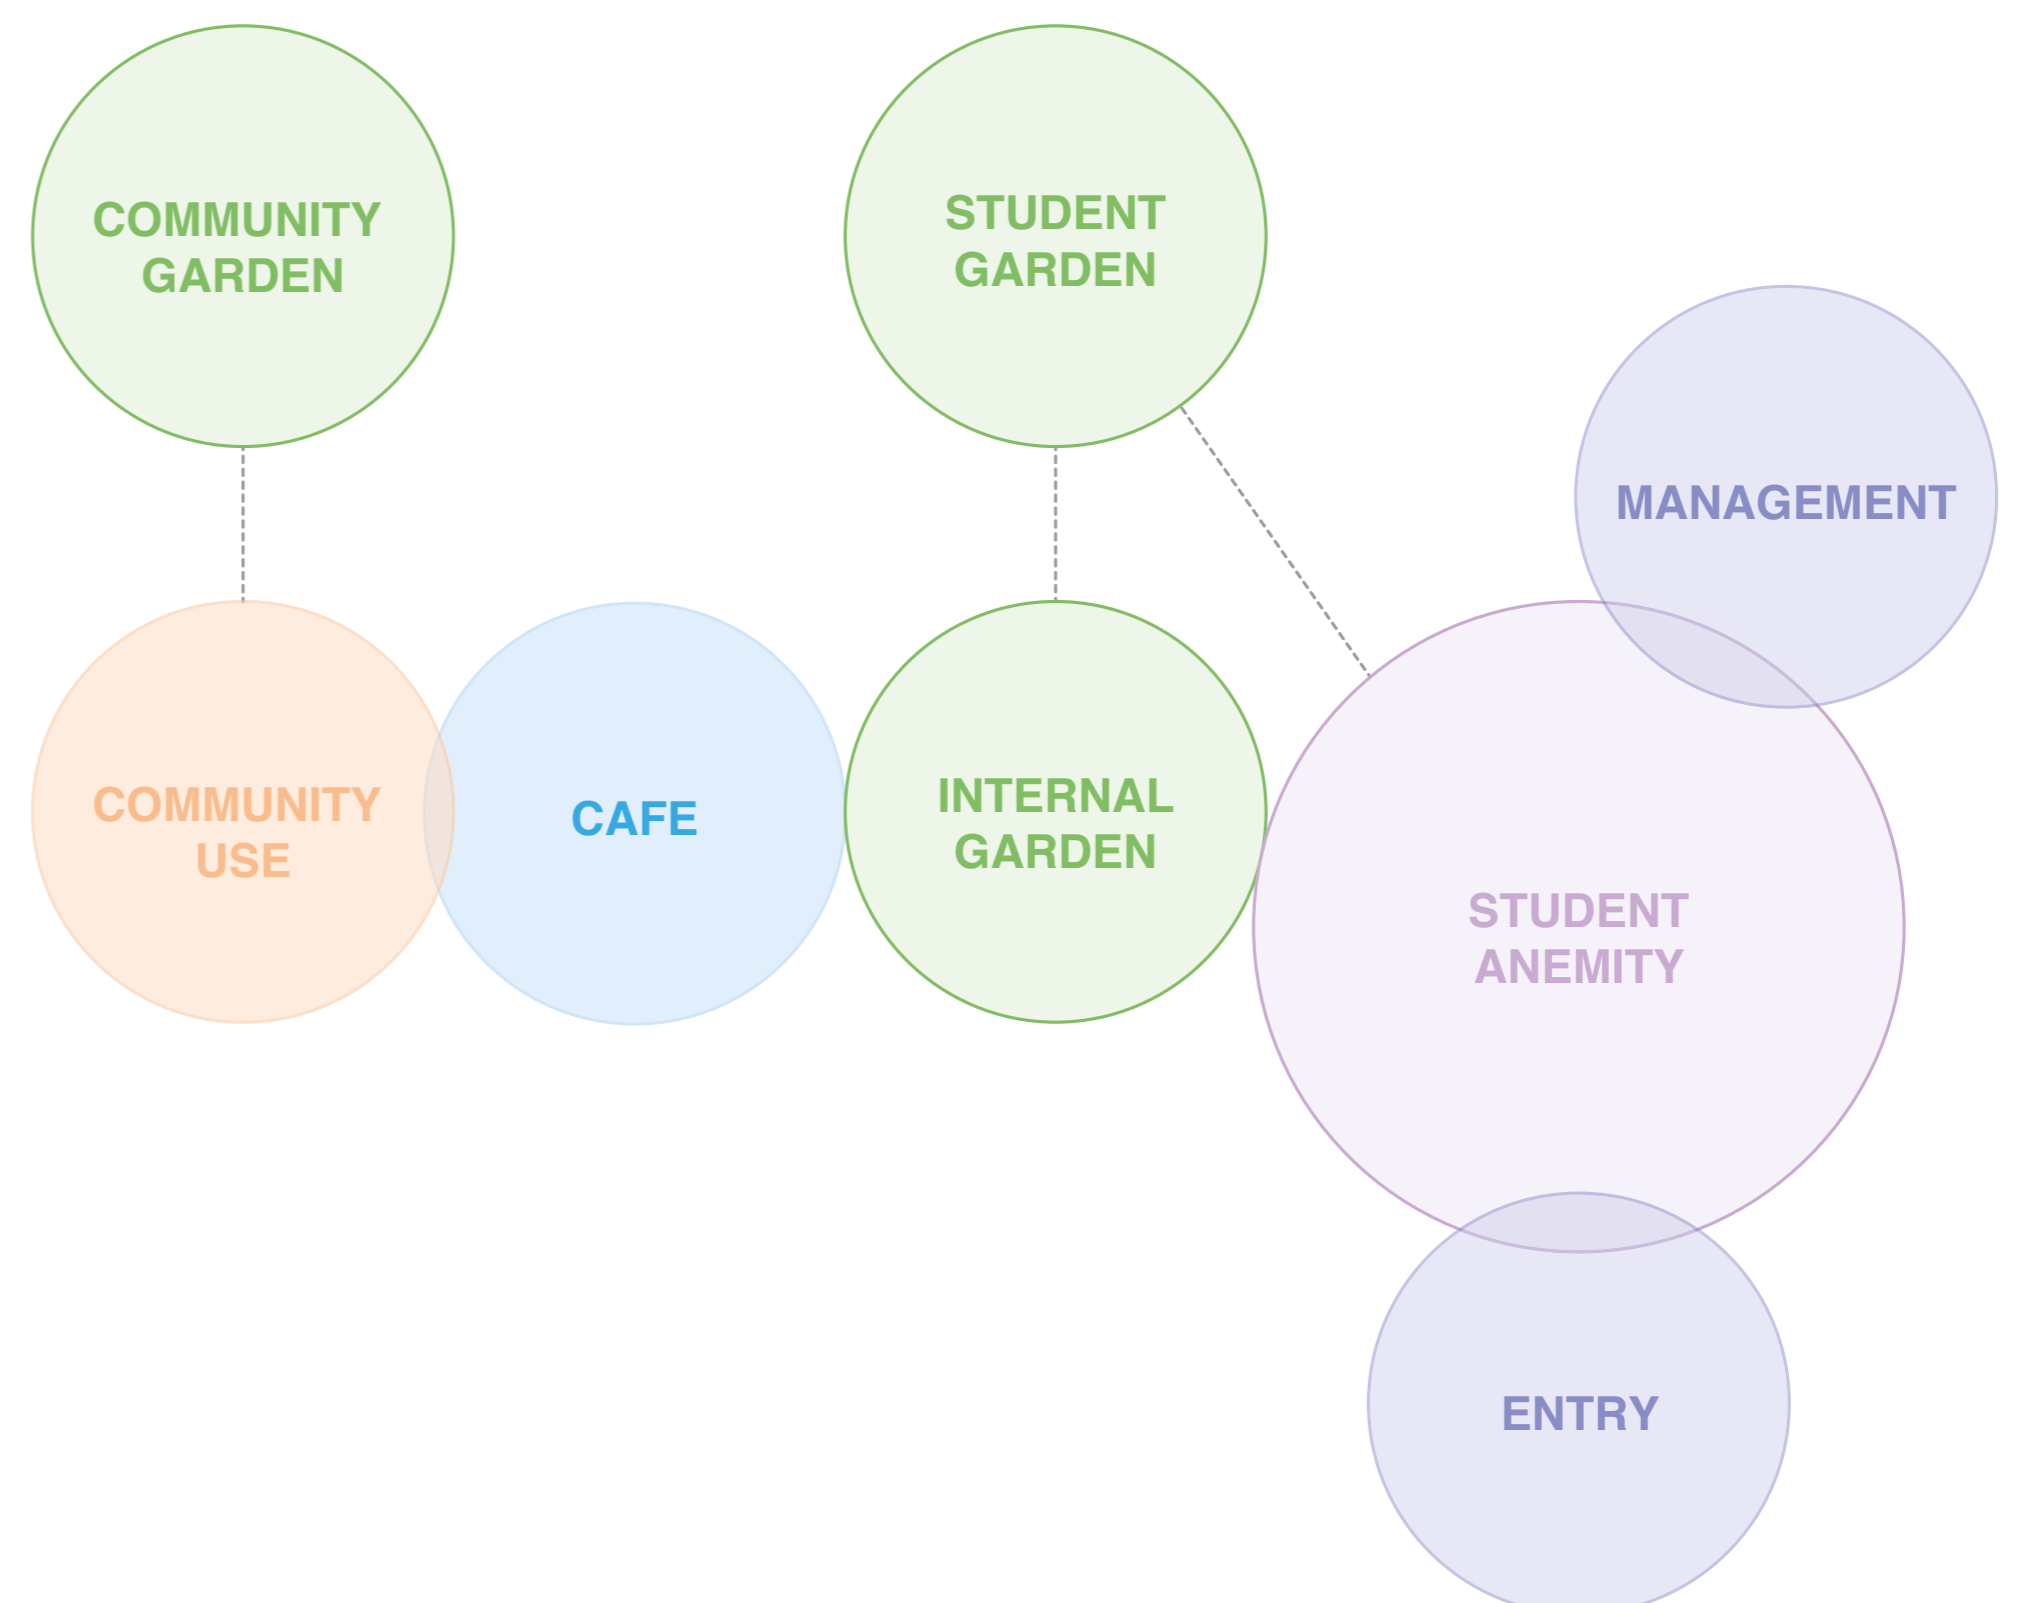 COMMUNITY
GARDEN
STUDENT
GARDEN
MANAGEMENT
COMMUNITY
USE
CAFE
INTERNAL
GARDEN
STUDENT
ANEMITY
ENTRY